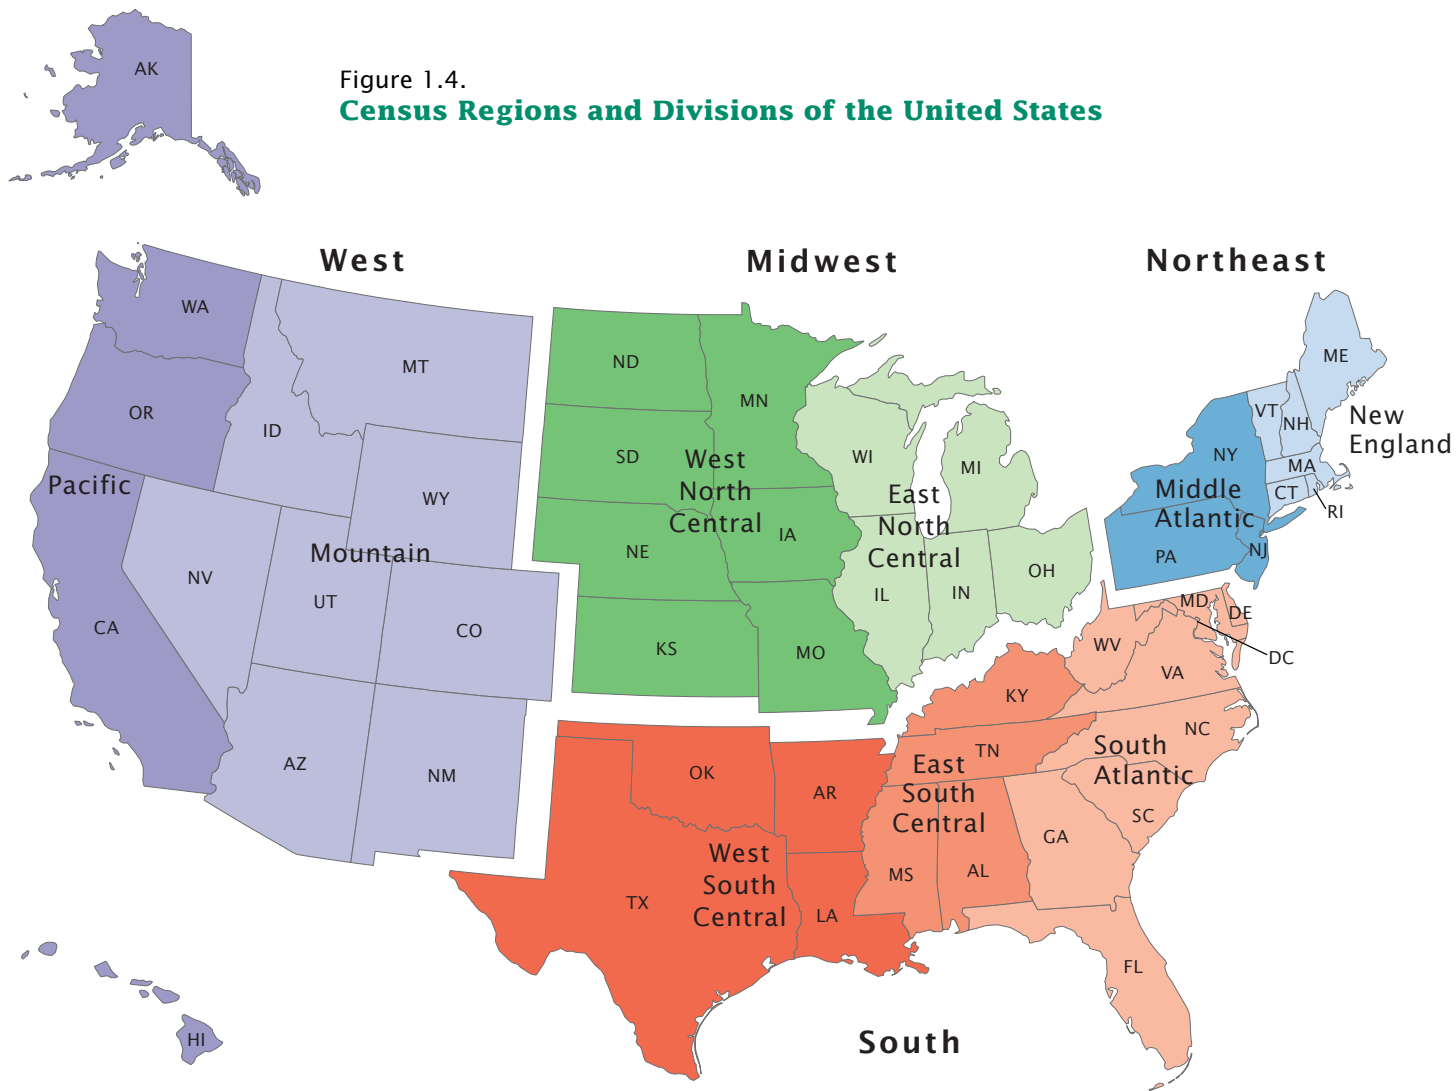 AK
Figure 1.4.
Census Regions and Divisions of the United States
West
Midwest
Northeast
WA
MT
OR
ID
WY
Pacific
Mountain
NV
UT
CO
CA
AZ
NM
HI
ND
MN
SD
West
North
Central
IA
NE
KS
MO
WI
MI
East
North
Central
IL
IN
OH
ME
VT
NH
New
England
NY
MA
CT
RI
Middle
Atlantic
PA
NJ
MD
DE
DC
WV
VA
KY
NC
TN
South
Atlantic
East
South
Central
SC
GA
MS
AL
FL
OK
AR
West
South
Central
TX
LA
South